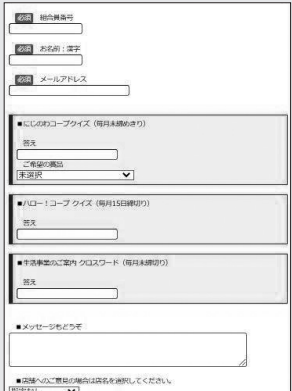 必須 組合員番号
必須 お名前:漢字
必須 メールアドレス
■にじのわコープクイズ(毎月末締めきり)
答え
ご希望の賞品
未選択
■ハロー!コープ クイズ(毎月15日締切り)
答え
■生活事業のご案内 クロスワード(毎月末締切り)
答え
■メッセージもどうぞ
■店舗へのご意見の場合は店名を選択してください。
指定なし